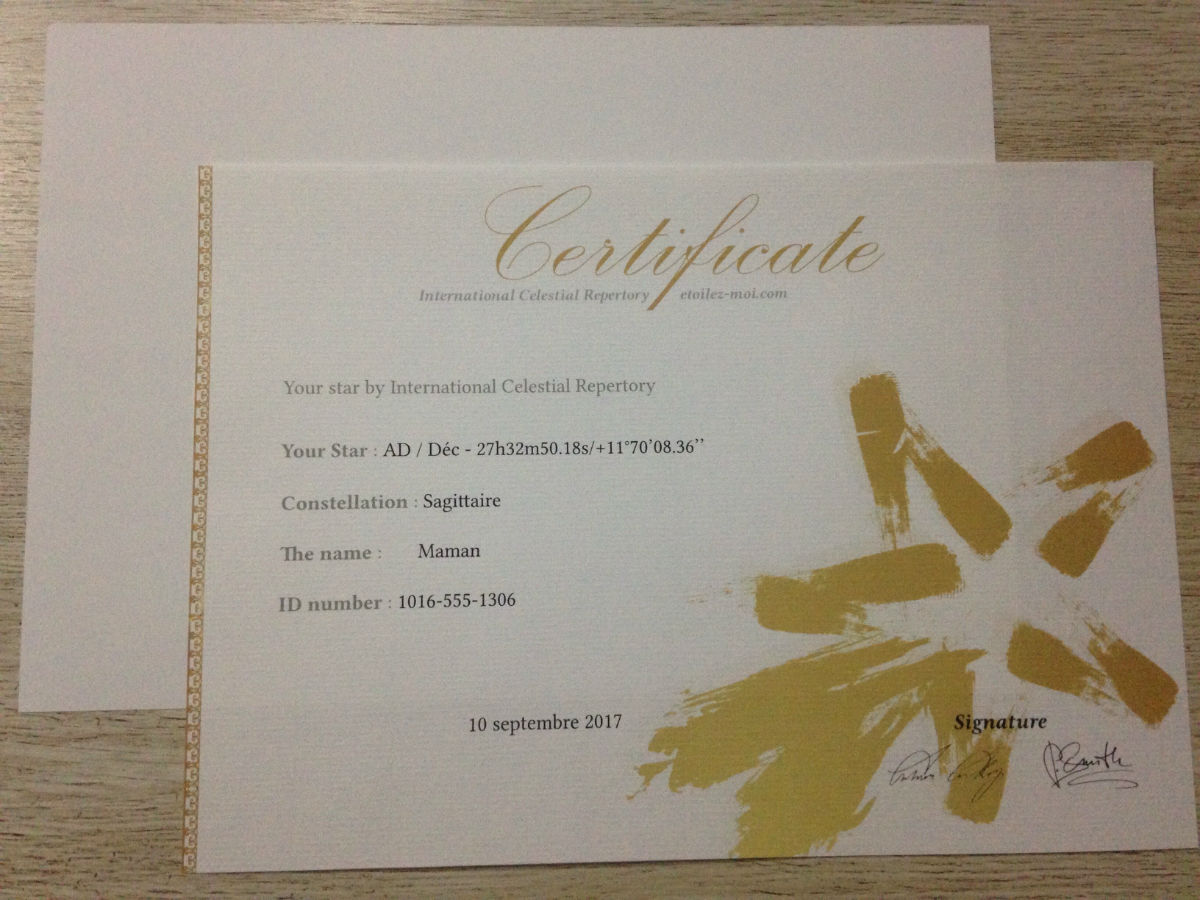 Certificate
International Celestial Repertory etoilez-moi.com
Your star by International Celestial Repertory
Your Star : AD / Déc - 27h32m50.18s/+11°70’08.36’’
Constellation : Sagittaire
The name : Maman
ID number : 1016-555-1306
10 septembre 2017
Signature